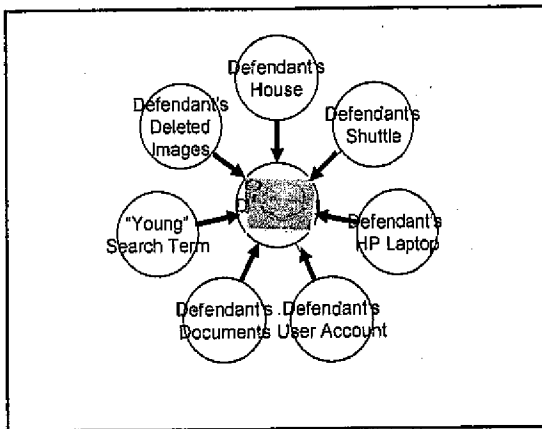 Defendant's
House
Defendant's
Shuttle
Defendant's
HP Laptop
Defendant's
User Account
Defendant's
Documents
"Young"
Search Term
Defendant's
Deleted
Images